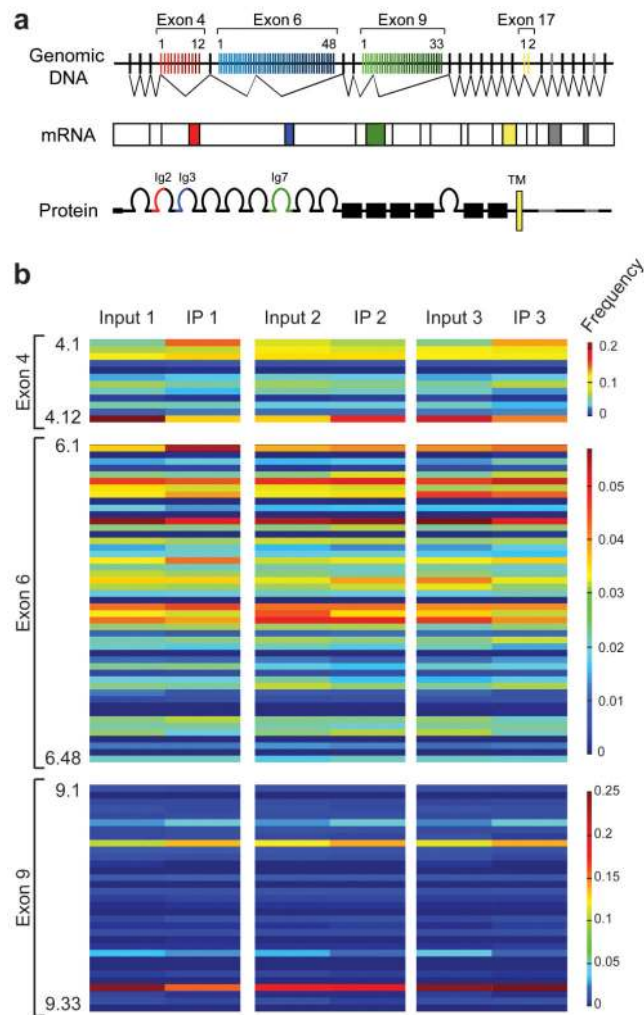 a
Exon 4 Exon 6 Exon 9 Exon 17
1 12 1 48 1 33 1 2
Genomic
DNA
mRNA
Ig2 Ig3 Ig7 TM
Protein
b
Input 1 IP 1 Input 2 IP 2 Input 3 IP 3 Frequency
Exon 4
4.1
4.12
0.2
0.1
0
Exon 6
6.1
6.48
0.05
0.04
0.03
0.02
0.01
0
Exon 9
9.1
9.33
0.25
0.2
0.15
0.1
0.05
0